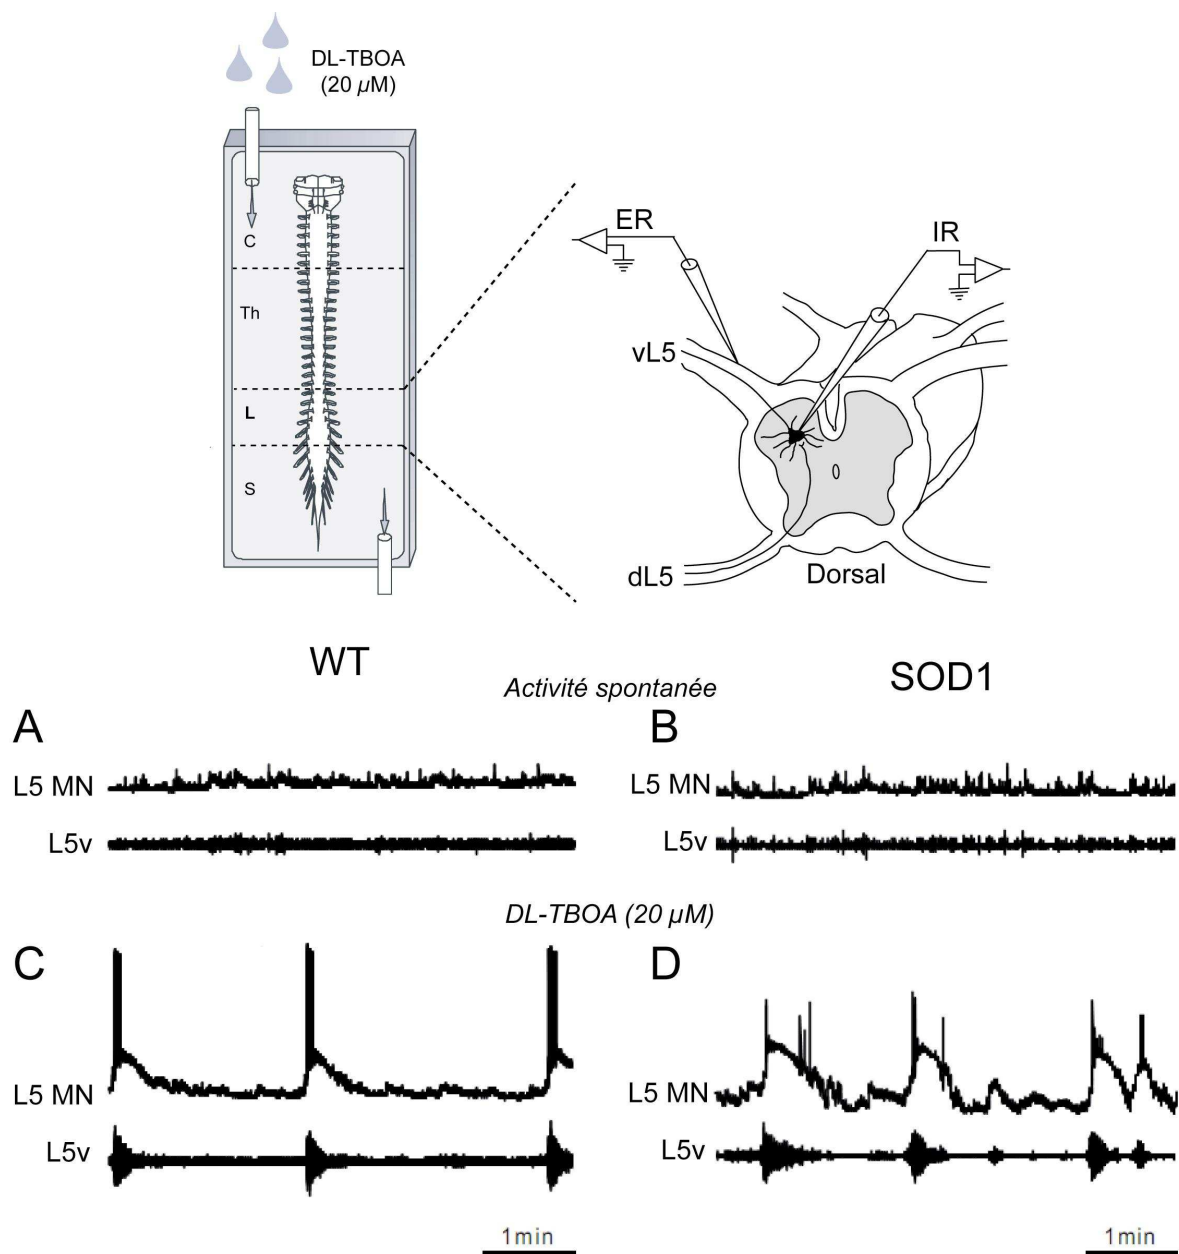 DL-TBOA
(20 µM)
C
Th
L
S
ER
IR
vL5
dL5
Dorsal
WT
SOD1
Activité spontanée
A
B
L5 MN
L5 MN
L5v
L5v
DL-TBOA (20 µM)
C
D
L5 MN
L5 MN
L5v
L5v
1min
1min